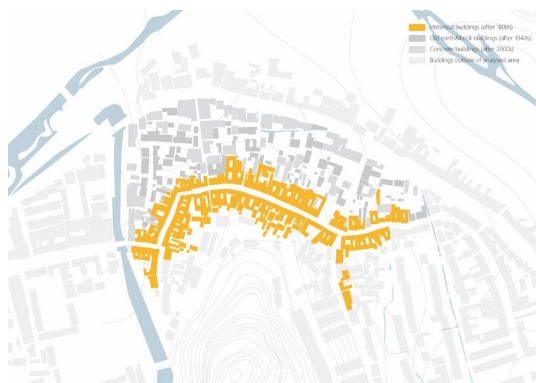 Historical buildings (after 1800s)
Old earth&brick buildings (after 1940s)
Concrete buildings (after 2000s)
Buildings outside of analysed area